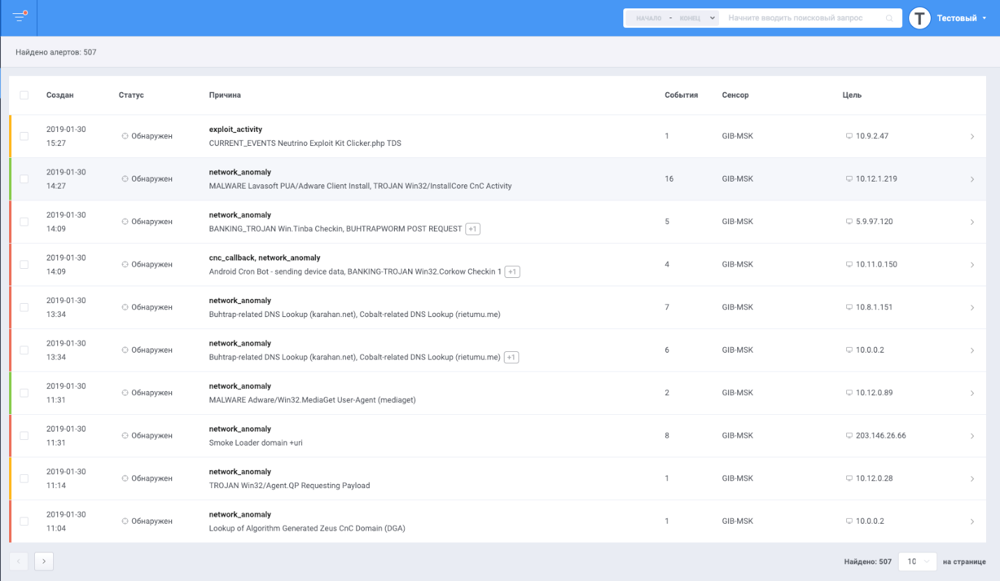 НАЧАЛО - КОНЕЦ Начните вводить поисковый запрос T Тестовый
Найдено алертов: 507
Создан Статус Причина События Сенсор Цель
2019-01-30
15:27
Обнаружен
exploit_activity
CURRENT_EVENTS Neutrino Exploit Kit Clicker.php TDS
1 GIB-MSK 10.9.2.47
2019-01-30
14:27
Обнаружен
network_anomaly
MALWARE Lavasoft PUA/Adware Client Install, TROJAN Win32/InstallCore CnC Activity
16 GIB-MSK 10.12.1.219
2019-01-30
14:09
Обнаружен
network_anomaly
BANKING_TROJAN Win.Tinba Checkin, BUHTRAPWORM POST REQUEST +1
5 GIB-MSK 5.9.97.120
2019-01-30
14:09
Обнаружен
cnc_callback, network_anomaly
Android Cron Bot - sending device data, BANKING-TROJAN Win32.Corkow Checkin 1 +1
4 GIB-MSK 10.11.0.150
2019-01-30
13:34
Обнаружен
network_anomaly
Buhtrap-related DNS Lookup (karahan.net), Cobalt-related DNS Lookup (rietumu.me)
7 GIB-MSK 10.8.1.151
2019-01-30
13:34
Обнаружен
network_anomaly
Buhtrap-related DNS Lookup (karahan.net), Cobalt-related DNS Lookup (rietumu.me) +1
6 GIB-MSK 10.0.0.2
2019-01-30
11:31
Обнаружен
network_anomaly
MALWARE Adware/Win32.MediaGet User-Agent (mediaget)
2 GIB-MSK 10.12.0.89
2019-01-30
11:31
Обнаружен
network_anomaly
Smoke Loader domain +uri
8 GIB-MSK 203.146.26.66
2019-01-30
11:14
Обнаружен
network_anomaly
TROJAN Win32/Agent.QP Requesting Payload
1 GIB-MSK 10.12.0.28
2019-01-30
11:04
Обнаружен
network_anomaly
Lookup of Algorithm Generated Zeus CnC Domain (DGA)
1 GIB-MSK 10.0.0.2
Найдено: 507 10 на странице